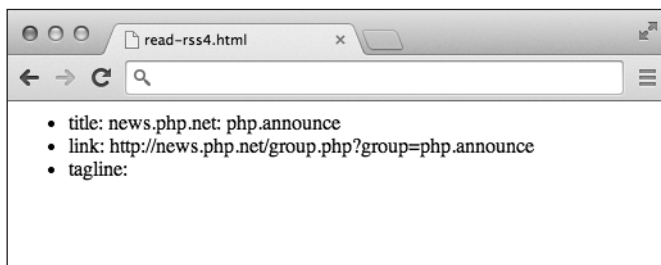 read-rss4.html
• title: news.php.net: php.announce
• link: http://news.php.net/group.php?group=php.announce
• tagline: